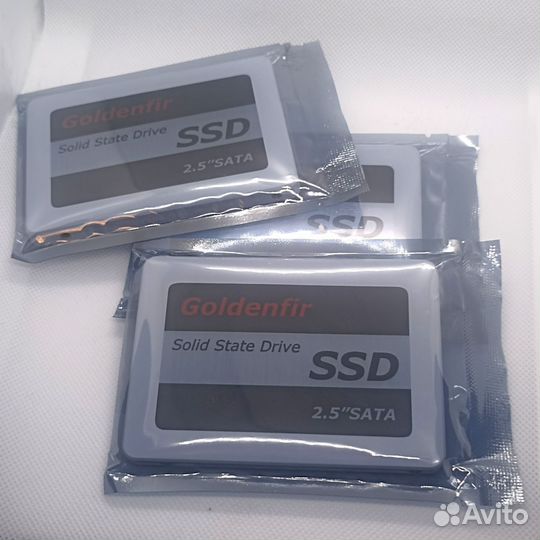 Goldenfir
Solid State Drive
SSD
2.5"SATA
SSD
Goldenfir
Solid State Drive
SSD
2.5"SATA
Avito